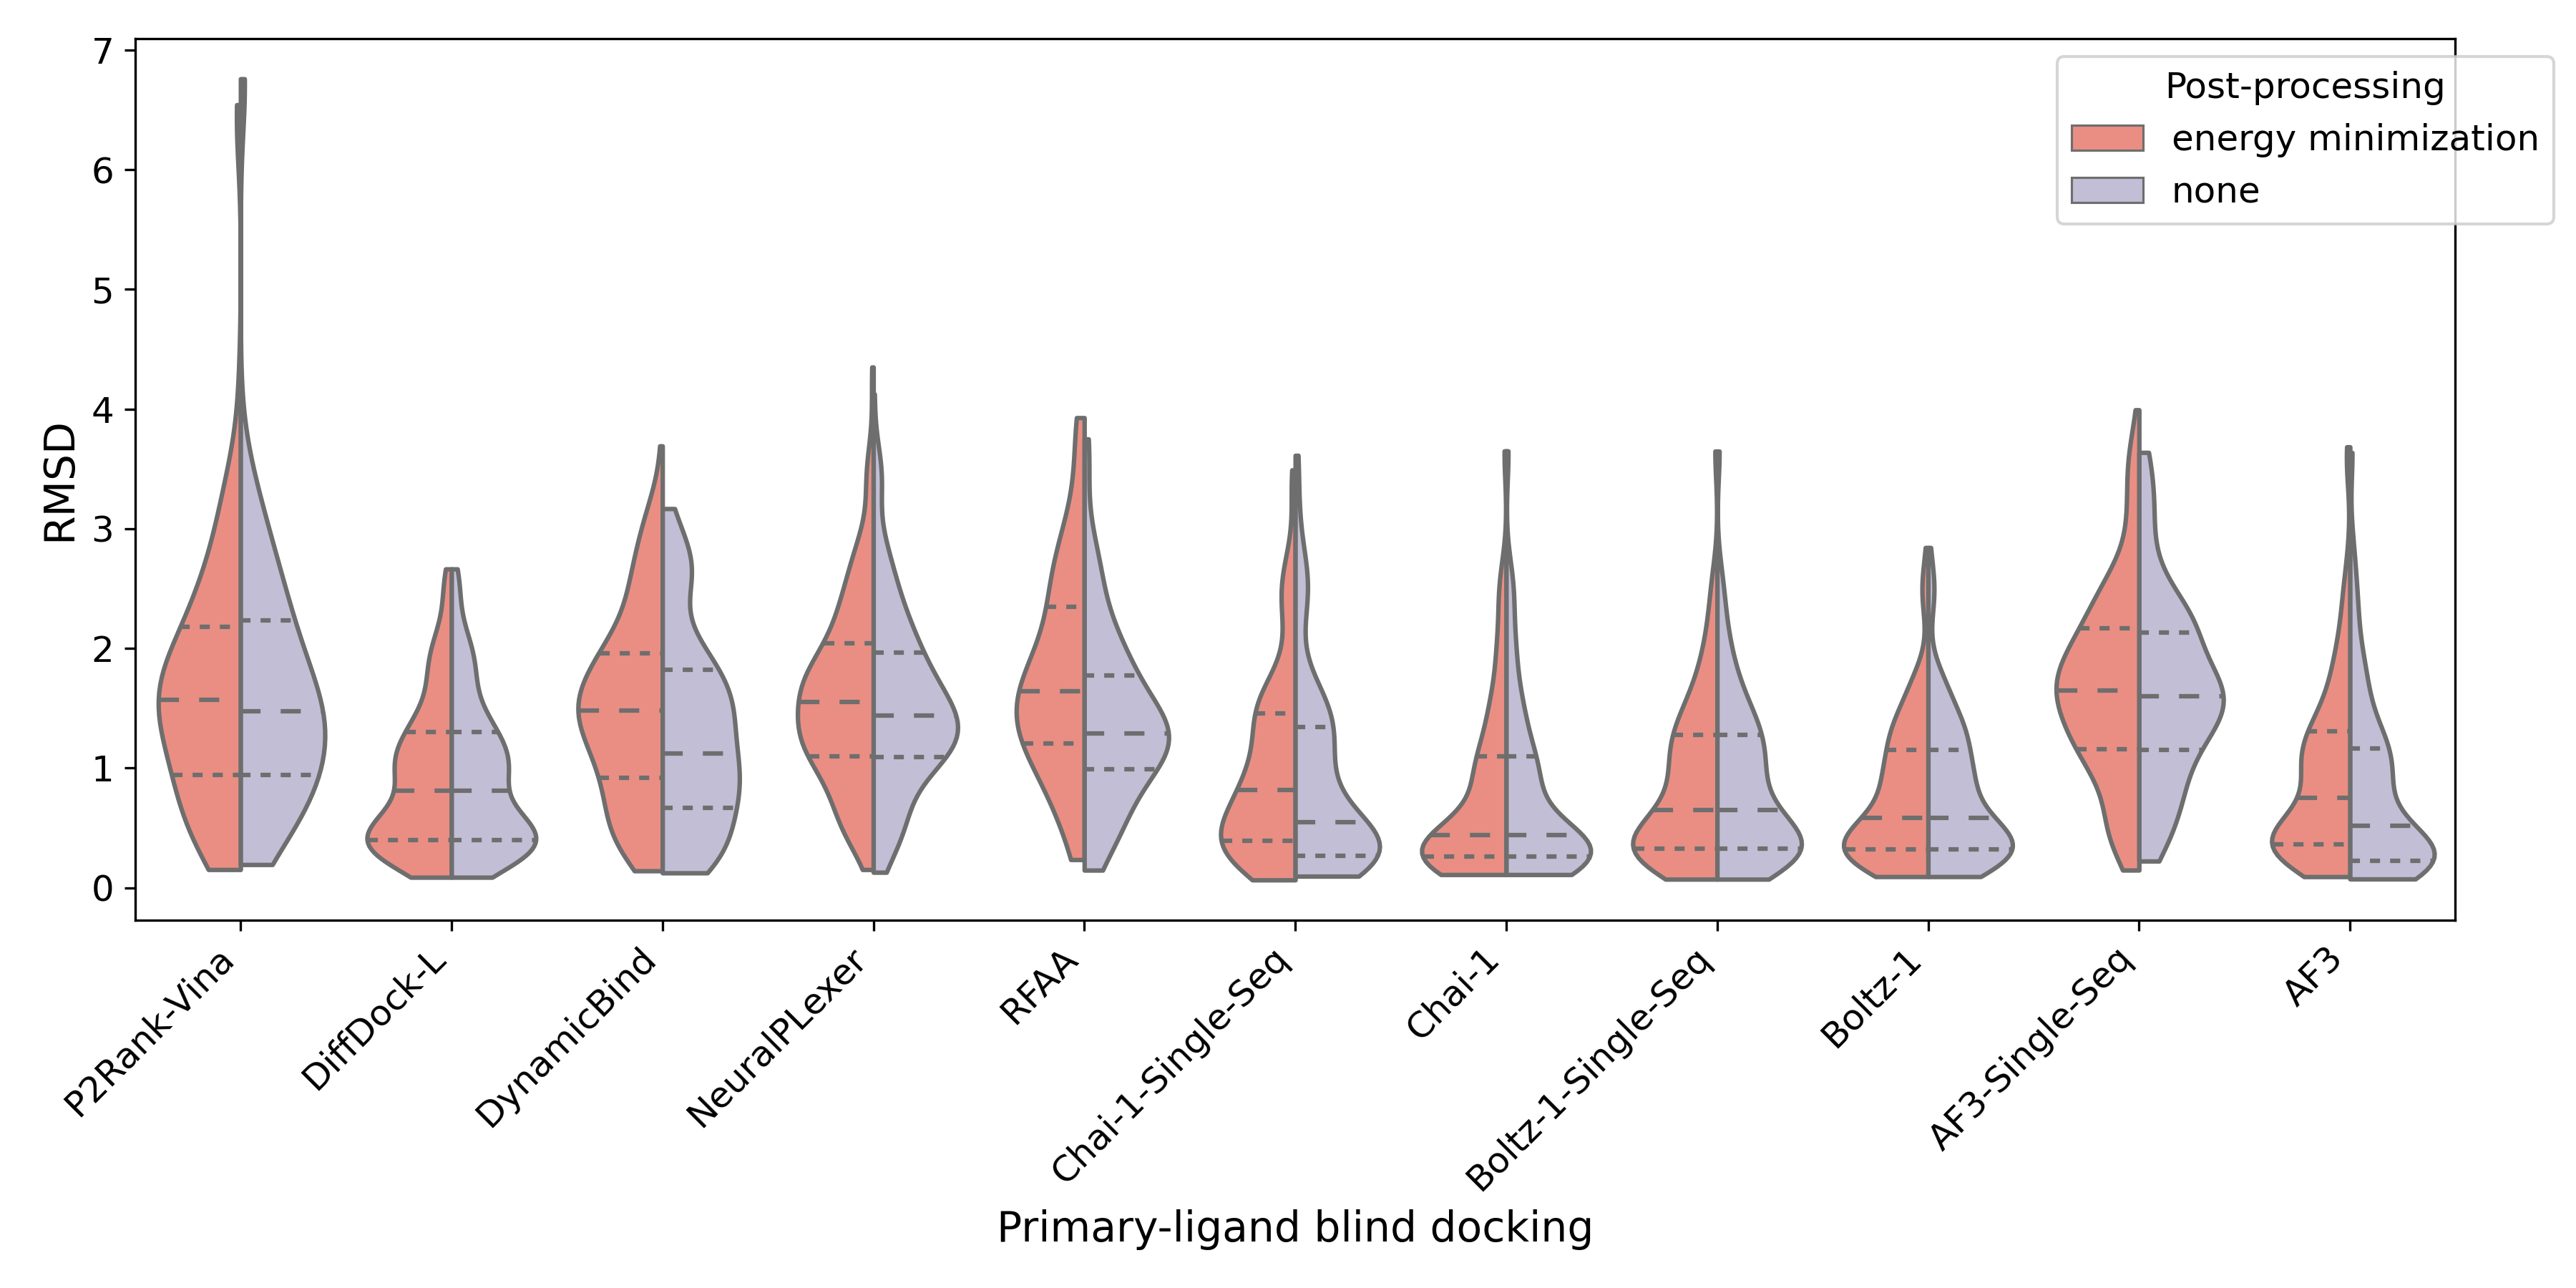 7
6
5
4
3
2
1
0
RMSD
Post-processing
energy minimization
none
P2Rank-Vina
DiffDock-L
DynamicBind
NeuralPLexer
RFAA
Chai-1-Single-Seq
Chai-1
Boltz-1-Single-Seq
Boltz-1
AF3-Single-Seq
AF3
Primary-ligand blind docking